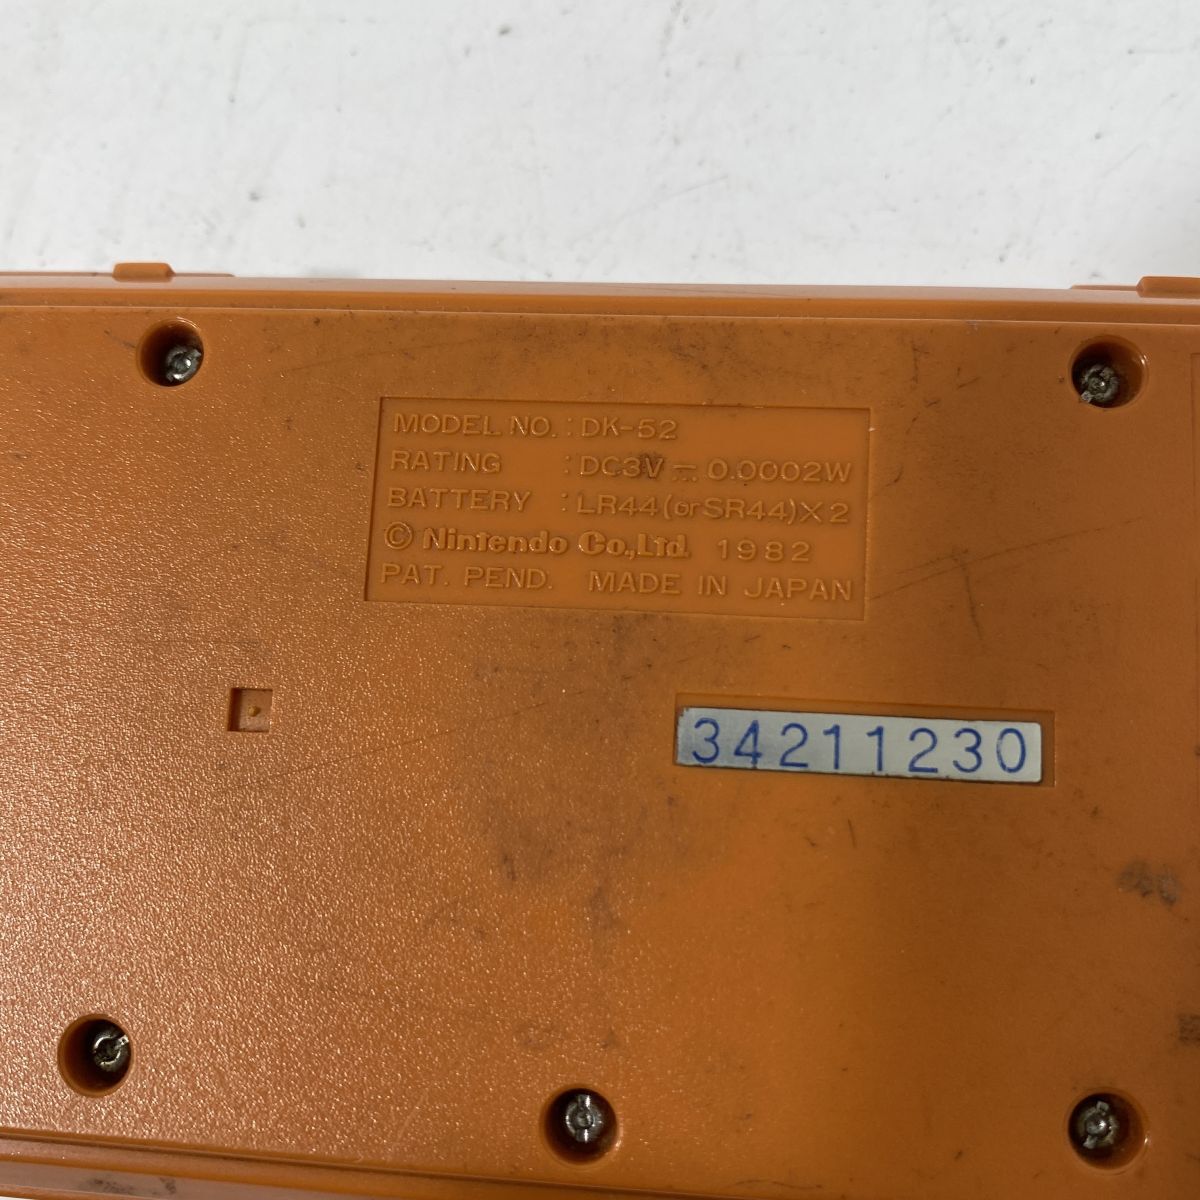 MODEL NO. : DK-52
RATING : DC3V ⎓ 0.0002W
BATTERY : LR44(or SR44)×2
© Nintendo Co.,Ltd. 1982
PAT. PEND. MADE IN JAPAN
34211230